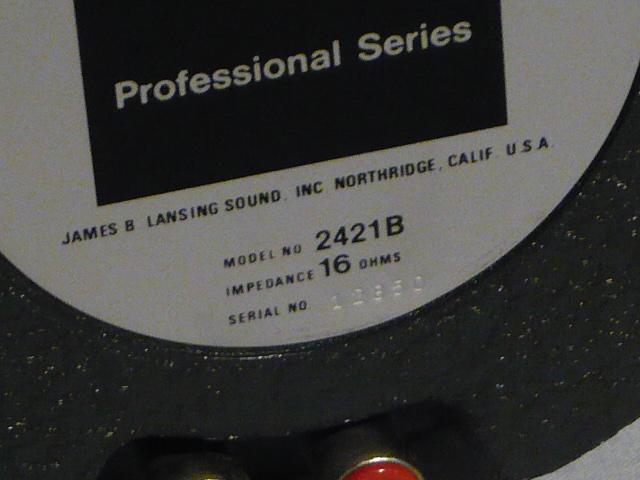 Professional Series
JAMES B. LANSING SOUND, INC. NORTHRIDGE, CALIF. U.S.A.
MODEL NO 2421B
IMPEDANCE 16 OHMS
SERIAL NO.